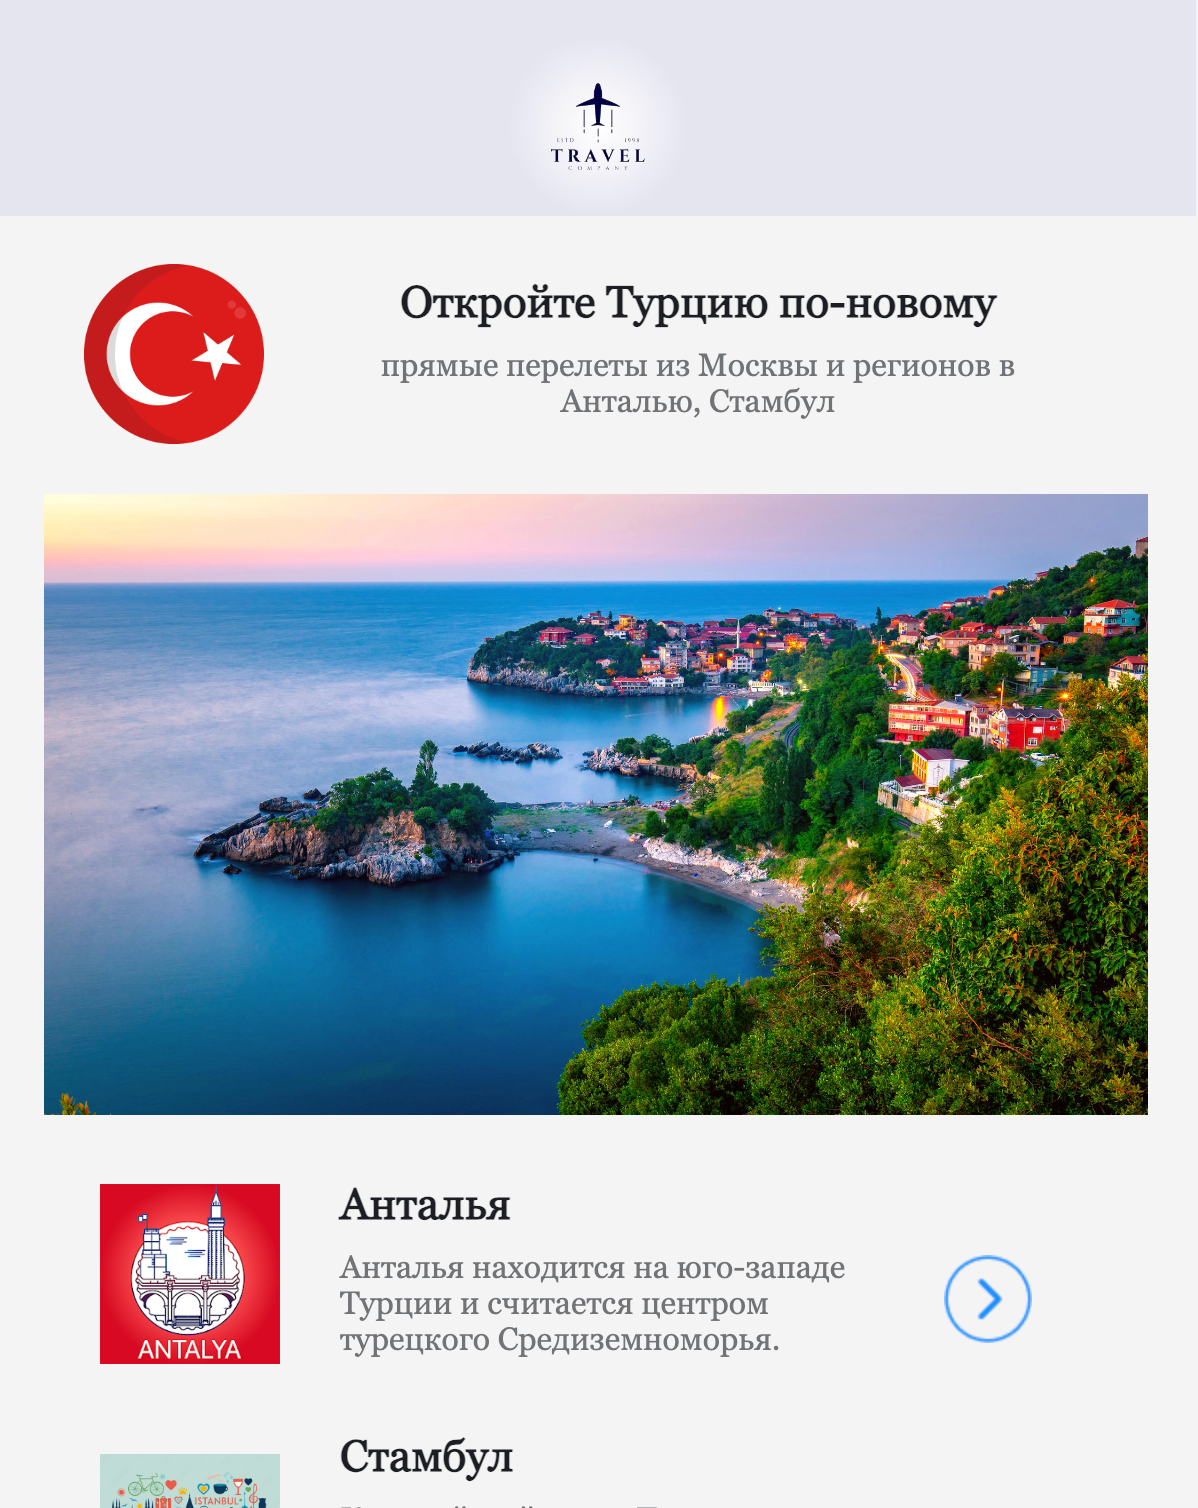 ESTD 1998
TRAVEL
COMPANY
Откройте Турцию по-новому
прямые перелеты из Москвы и регионов в
Анталью, Стамбул
Анталья
Анталья находится на юго-западе
Турции и считается центром
турецкого Средиземноморья.
ANTALYA
Стамбул
ISTANBUL